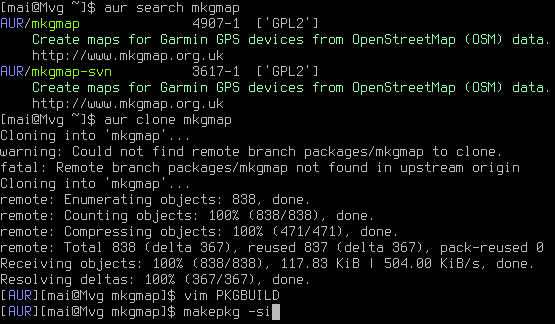 [mai@Mvg ~]$ aur search mkgmap
AUR/mkgmap 4907-1 ['GPL2']
Create maps for Garmin GPS devices from OpenStreetMap (OSM) data.
http://www.mkgmap.org.uk
AUR/mkgmap-svn 3617-1 ['GPL2']
Create maps for Garmin GPS devices from OpenStreetMap (OSM) data.
http://www.mkgmap.org.uk
[mai@Mvg ~]$ aur clone mkgmap
Cloning into 'mkgmap'...
warning: Could not find remote branch packages/mkgmap to clone.
fatal: Remote branch packages/mkgmap not found in upstream origin
Cloning into 'mkgmap'...
remote: Enumerating objects: 838, done.
remote: Counting objects: 100% (838/838), done.
remote: Compressing objects: 100% (471/471), done.
remote: Total 838 (delta 367), reused 837 (delta 367), pack-reused 0
Receiving objects: 100% (838/838), 117.83 KiB | 504.00 KiB/s, done.
Resolving deltas: 100% (367/367), done.
[AUR][mai@Mvg mkgmap]$ vim PKGBUILD
[AUR][mai@Mvg mkgmap]$ makepkg -si